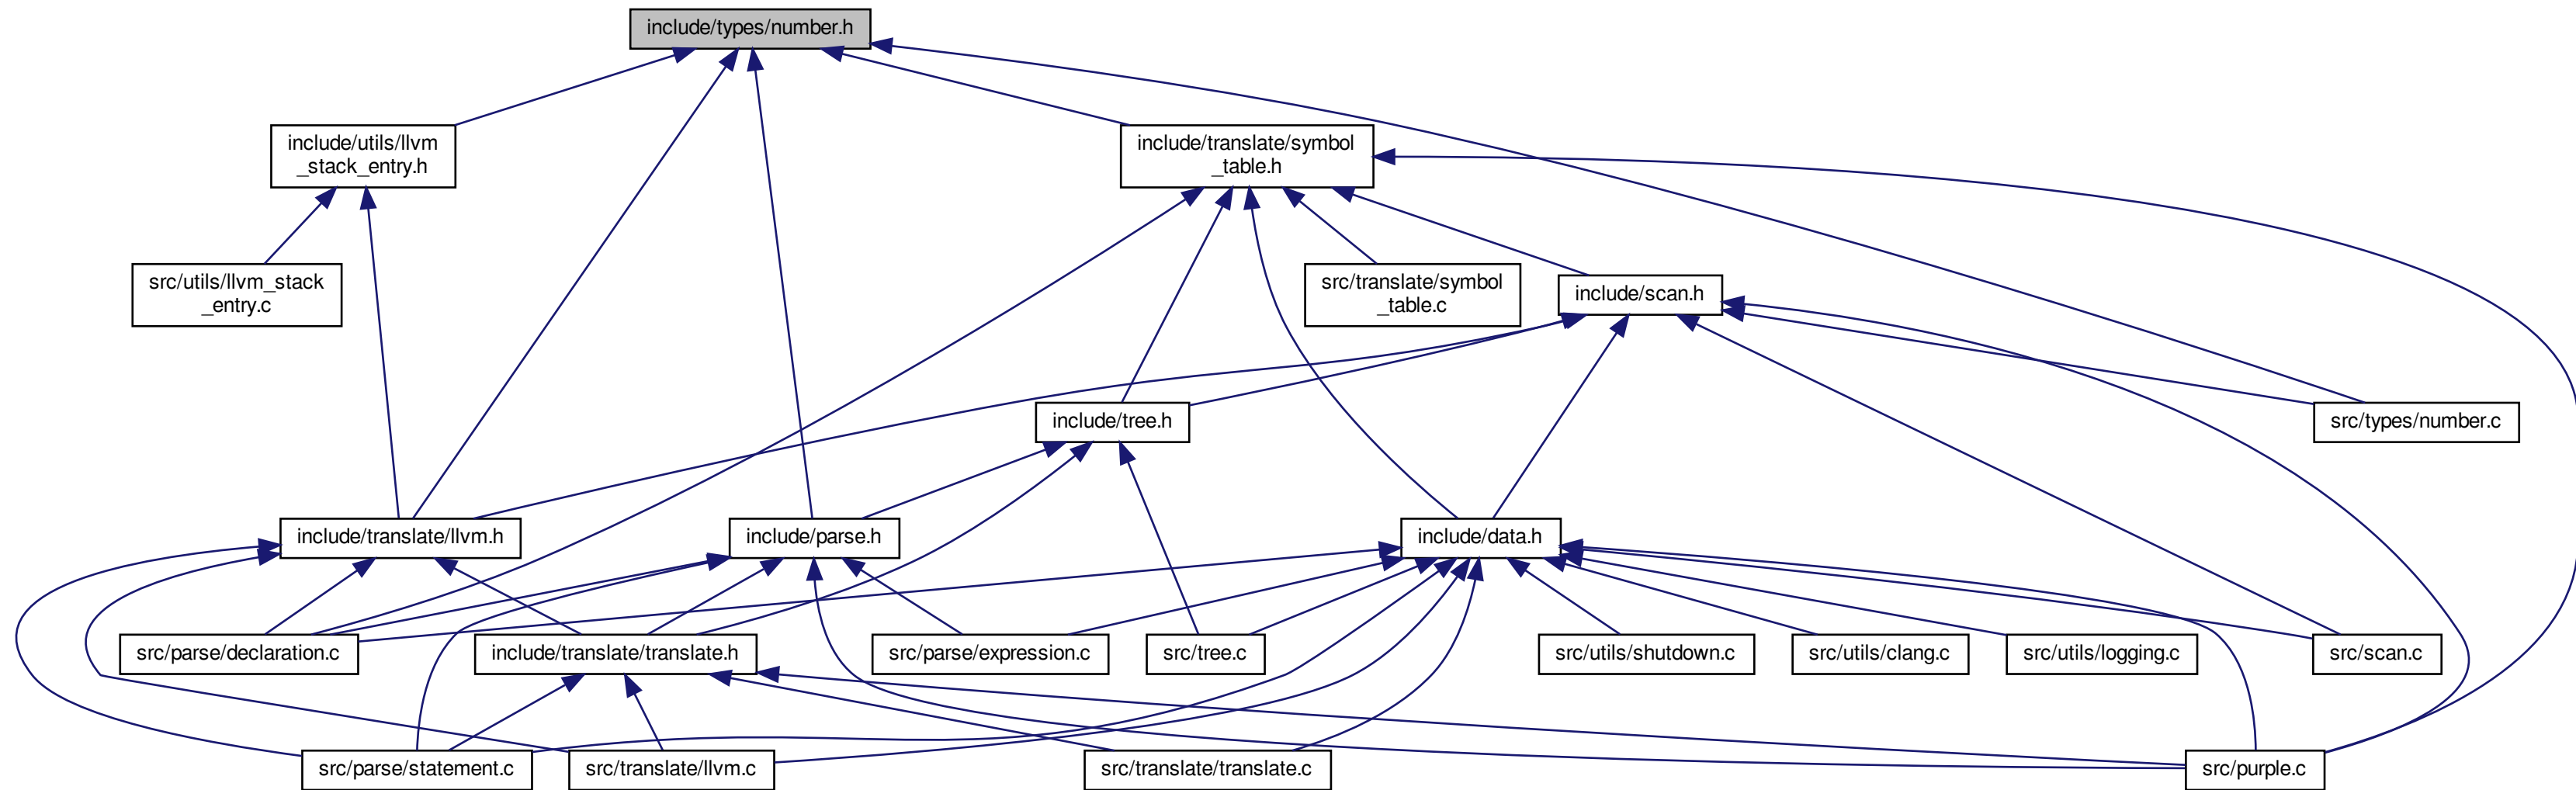 include/types/number.h
include/utils/llvm
_stack_entry.h
include/translate/symbol
_table.h
src/utils/llvm_stack
_entry.c
src/translate/symbol
_table.c
include/scan.h
include/tree.h
src/types/number.c
include/translate/llvm.h
include/parse.h
include/data.h
src/parse/declaration.c
include/translate/translate.h
src/parse/expression.c
src/tree.c
src/utils/shutdown.c
src/utils/clang.c
src/utils/logging.c
src/scan.c
src/parse/statement.c
src/translate/llvm.c
src/translate/translate.c
src/purple.c